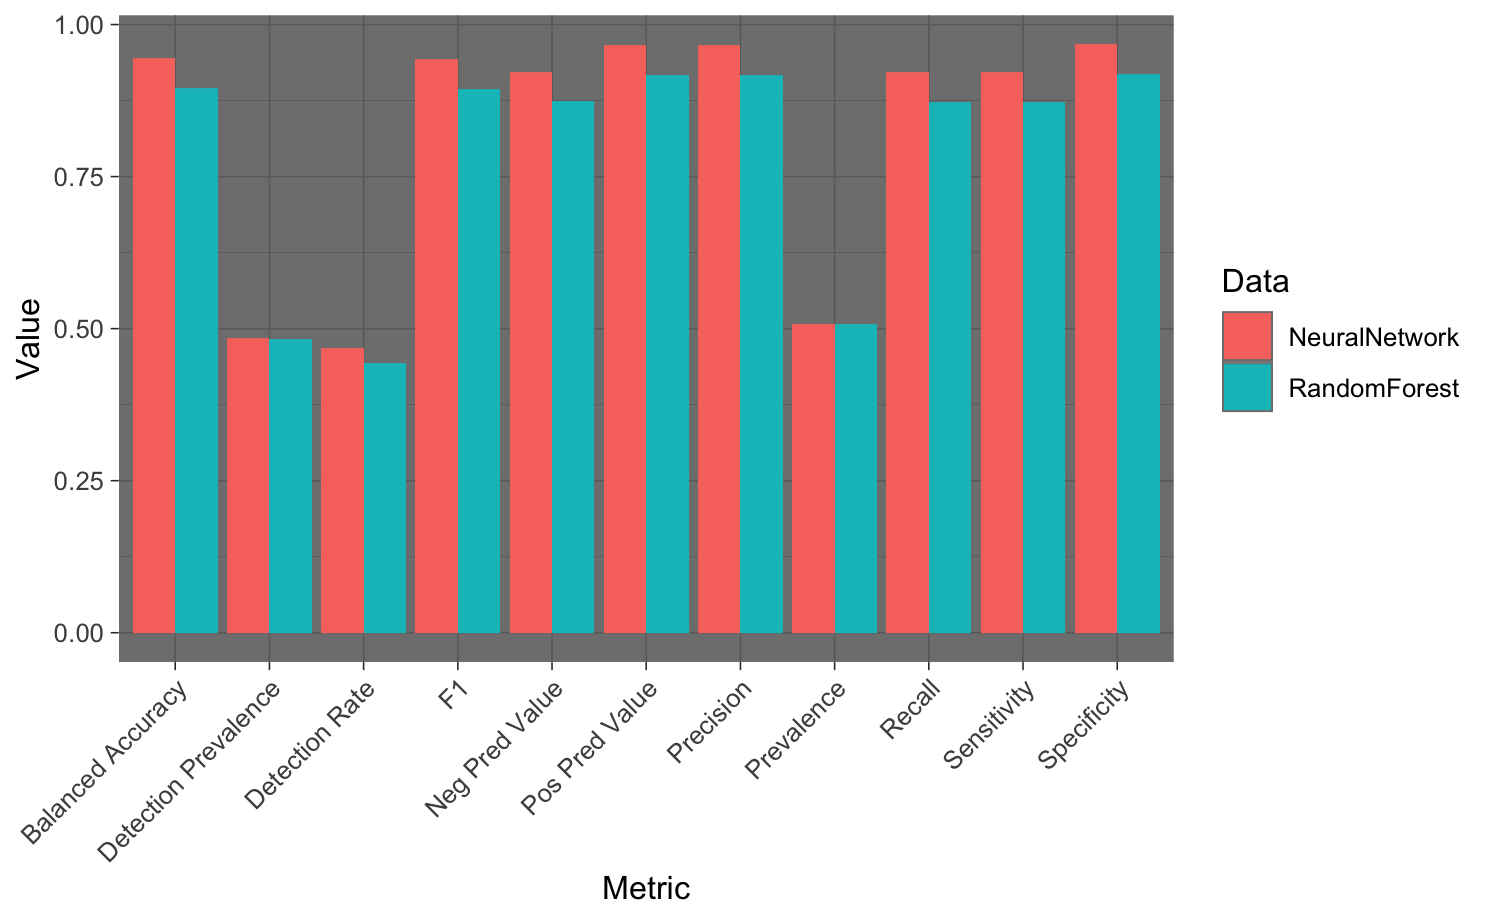 1.00
0.75
0.50
0.25
0.00
Value
Balanced Accuracy
Detection Prevalence
Detection Rate
F1
Neg Pred Value
Pos Pred Value
Precision
Prevalence
Recall
Sensitivity
Specificity
Metric
Data
NeuralNetwork
RandomForest